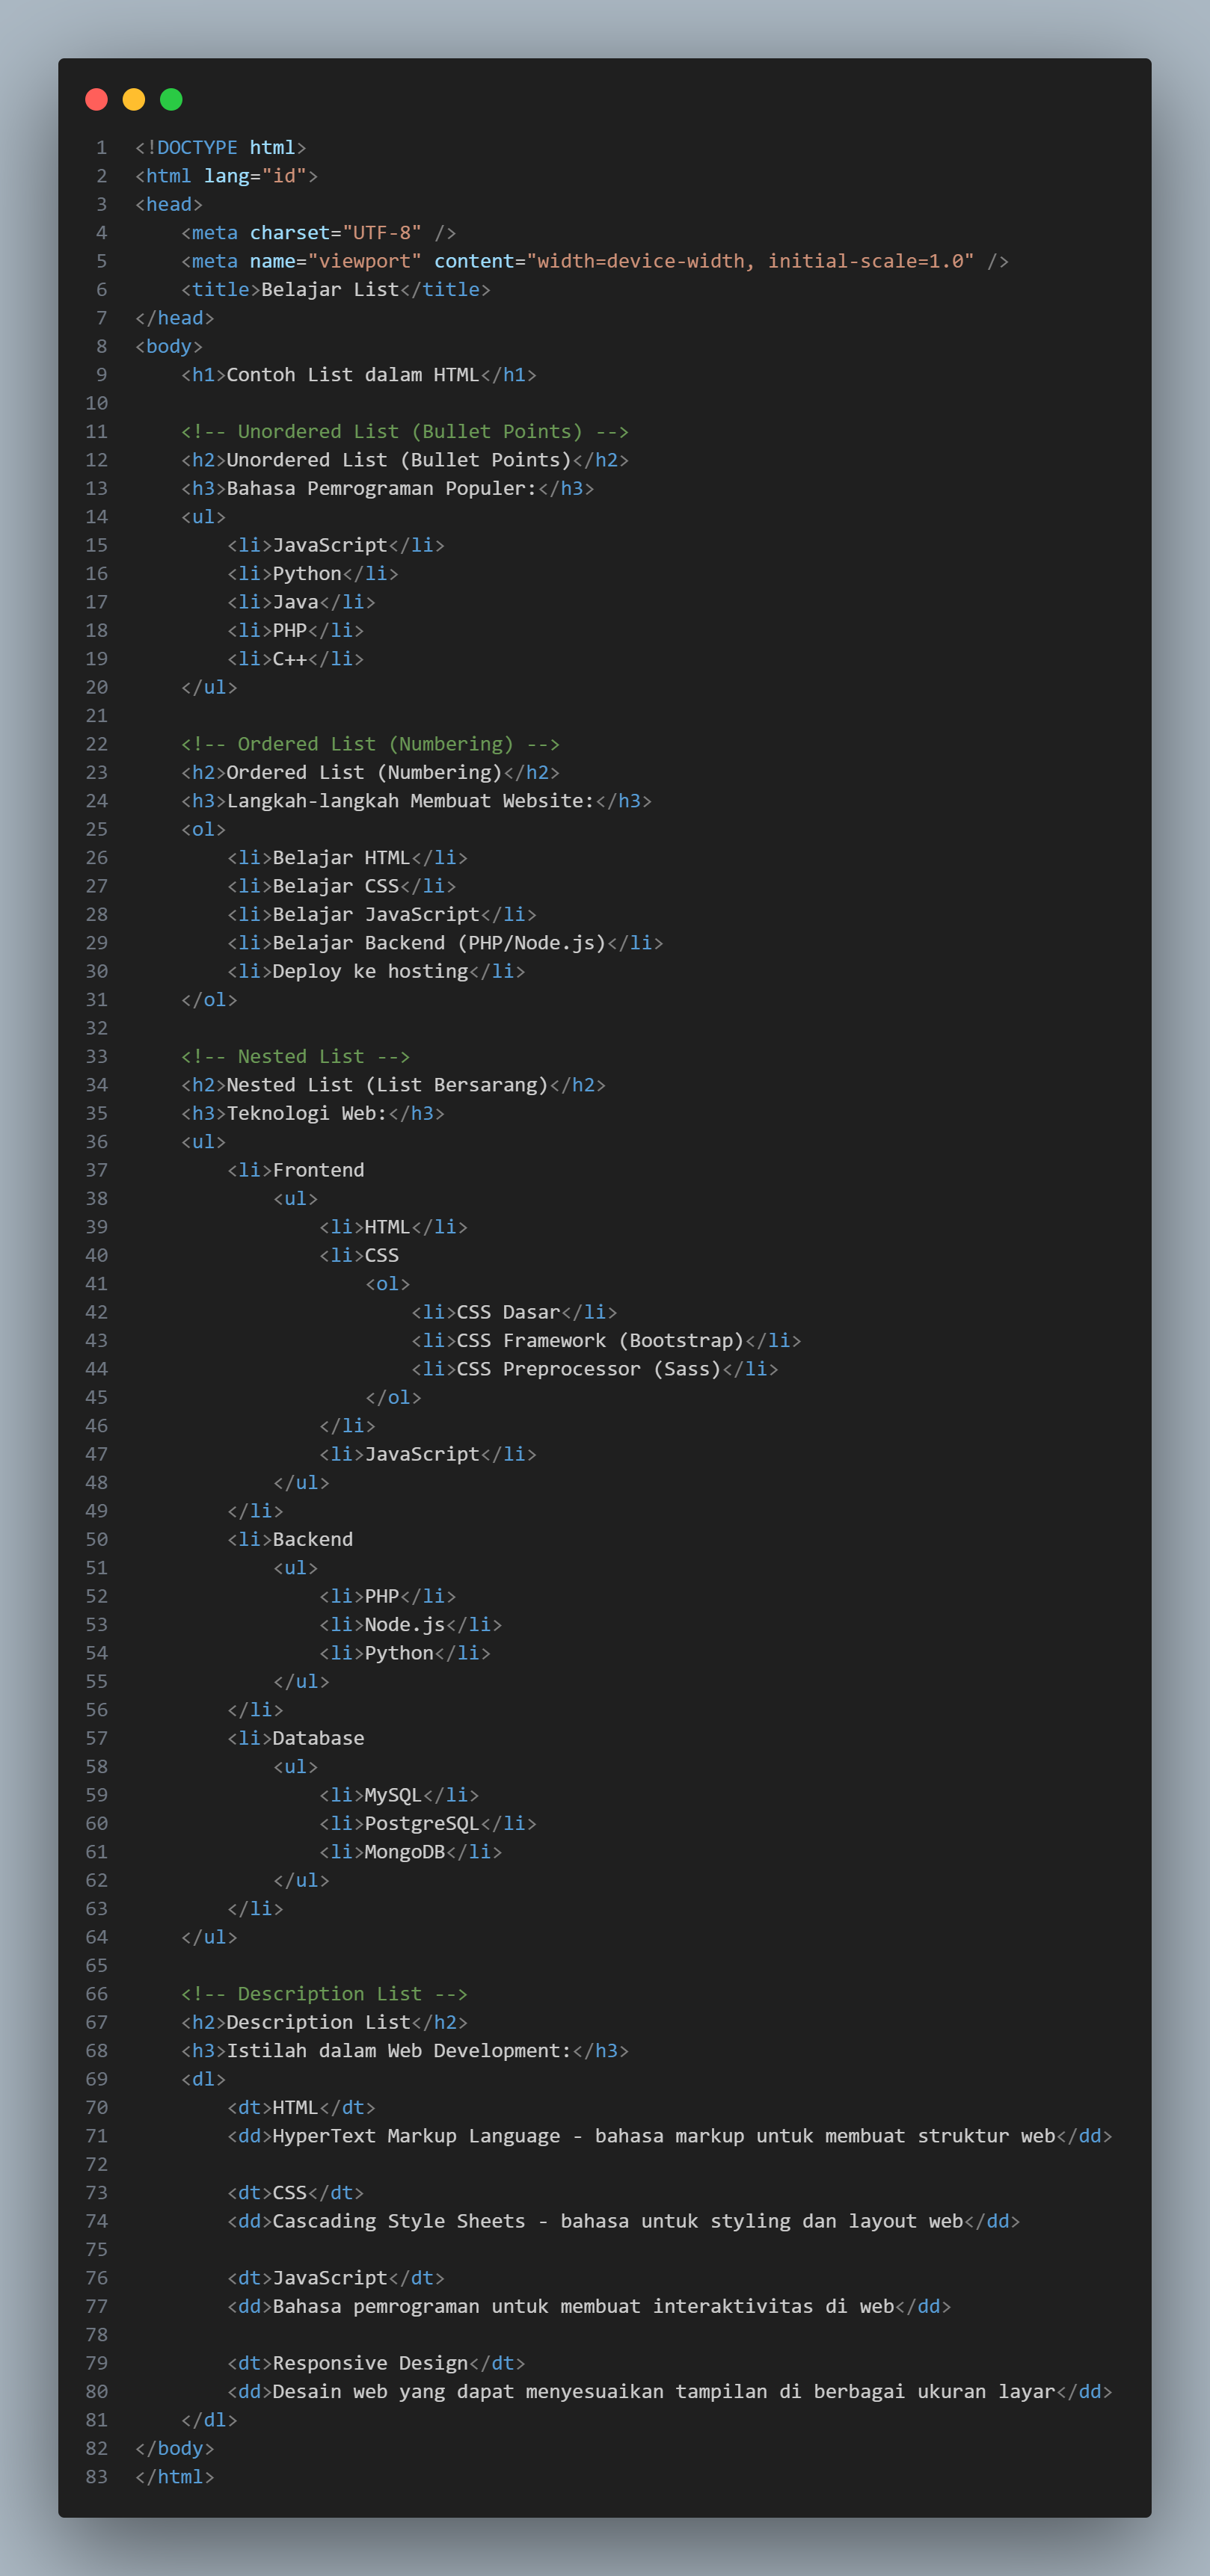 1 <!DOCTYPE html>
2 <html lang="id">
3 <head>
4     <meta charset="UTF-8" />
5     <meta name="viewport" content="width=device-width, initial-scale=1.0" />
6     <title>Belajar List</title>
7 </head>
8 <body>
9     <h1>Contoh List dalam HTML</h1>
10
11     <!-- Unordered List (Bullet Points) -->
12     <h2>Unordered List (Bullet Points)</h2>
13     <h3>Bahasa Pemrograman Populer:</h3>
14     <ul>
15         <li>JavaScript</li>
16         <li>Python</li>
17         <li>Java</li>
18         <li>PHP</li>
19         <li>C++</li>
20     </ul>
21
22     <!-- Ordered List (Numbering) -->
23     <h2>Ordered List (Numbering)</h2>
24     <h3>Langkah-langkah Membuat Website:</h3>
25     <ol>
26         <li>Belajar HTML</li>
27         <li>Belajar CSS</li>
28         <li>Belajar JavaScript</li>
29         <li>Belajar Backend (PHP/Node.js)</li>
30         <li>Deploy ke hosting</li>
31     </ol>
32
33     <!-- Nested List -->
34     <h2>Nested List (List Bersarang)</h2>
35     <h3>Teknologi Web:</h3>
36     <ul>
37         <li>Frontend
38             <ul>
39                 <li>HTML</li>
40                 <li>CSS
41                     <ol>
42                         <li>CSS Dasar</li>
43                         <li>CSS Framework (Bootstrap)</li>
44                         <li>CSS Preprocessor (Sass)</li>
45                     </ol>
46                 </li>
47                 <li>JavaScript</li>
48             </ul>
49         </li>
50         <li>Backend
51             <ul>
52                 <li>PHP</li>
53                 <li>Node.js</li>
54                 <li>Python</li>
55             </ul>
56         </li>
57         <li>Database
58             <ul>
59                 <li>MySQL</li>
60                 <li>PostgreSQL</li>
61                 <li>MongoDB</li>
62             </ul>
63         </li>
64     </ul>
65
66     <!-- Description List -->
67     <h2>Description List</h2>
68     <h3>Istilah dalam Web Development:</h3>
69     <dl>
70         <dt>HTML</dt>
71         <dd>HyperText Markup Language - bahasa markup untuk membuat struktur web</dd>
72
73         <dt>CSS</dt>
74         <dd>Cascading Style Sheets - bahasa untuk styling dan layout web</dd>
75
76         <dt>JavaScript</dt>
77         <dd>Bahasa pemrograman untuk membuat interaktivitas di web</dd>
78
79         <dt>Responsive Design</dt>
80         <dd>Desain web yang dapat menyesuaikan tampilan di berbagai ukuran layar</dd>
81     </dl>
82 </body>
83 </html>